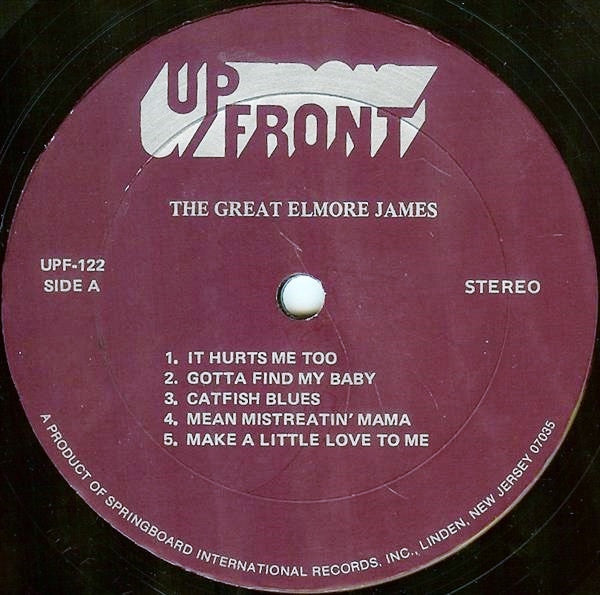 UP
FRONT
THE GREAT ELMORE JAMES
UPF-122
SIDE A
STEREO
1. IT HURTS ME TOO
2. GOTTA FIND MY BABY
3. CATFISH BLUES
4. MEAN MISTREATIN' MAMA
5. MAKE A LITTLE LOVE TO ME
A PRODUCT OF SPRINGBOARD INTERNATIONAL RECORDS, INC., LINDEN, NEW JERSEY 07035